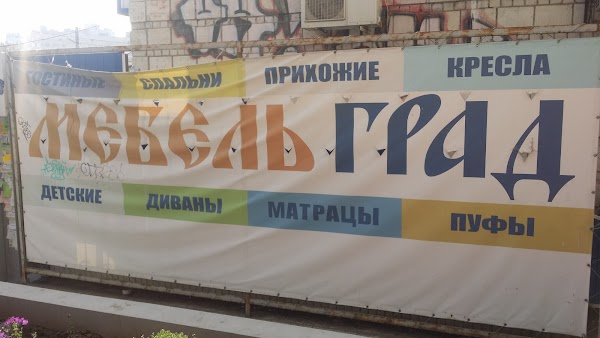 ГОСТИНЫЕ СПАЛЬНИ ПРИХОЖИЕ КРЕСЛА
МЕБЕЛЬ ГРАД
ДЕТСКИЕ ДИВАНЫ МАТРАЦЫ ПУФЫ